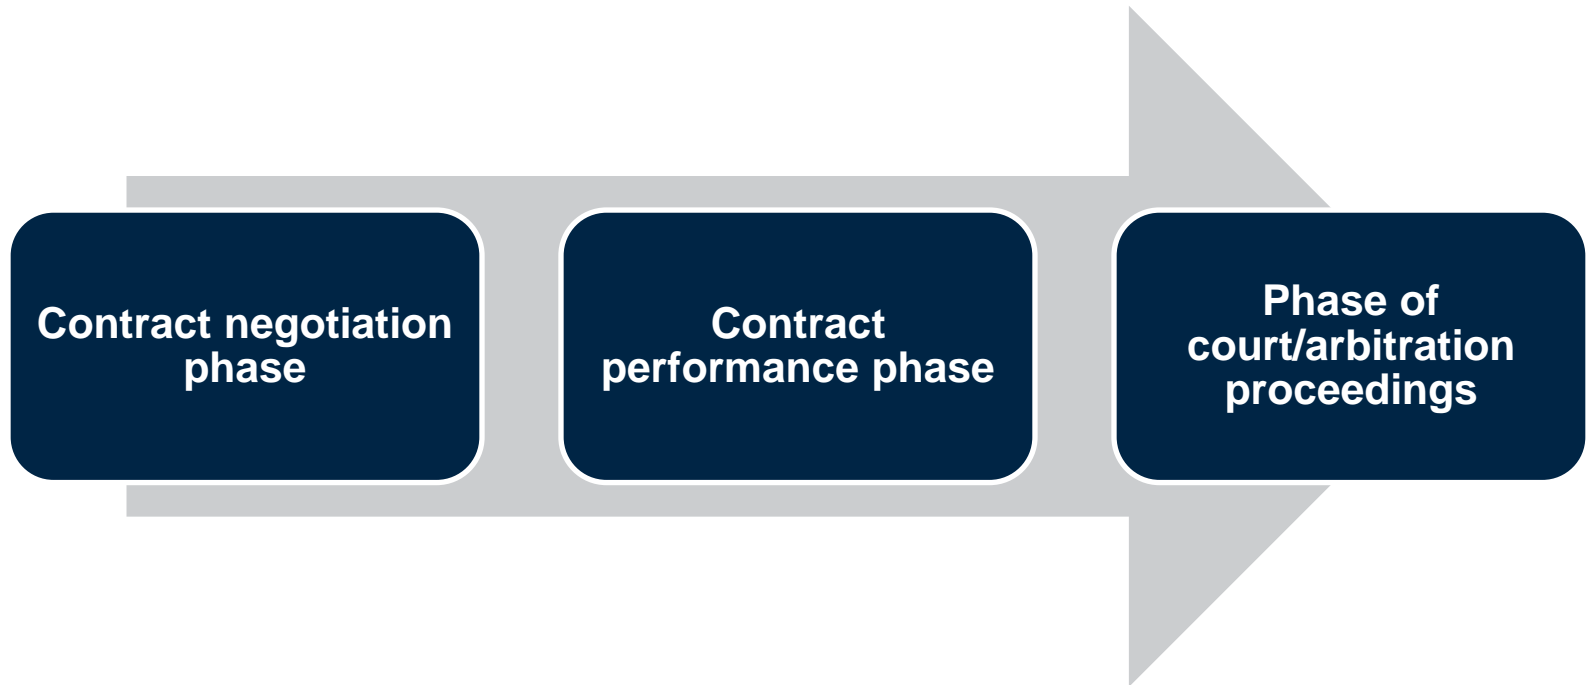 Contract negotiation
phase
Contract
performance phase
Phase of
court/arbitration
proceedings